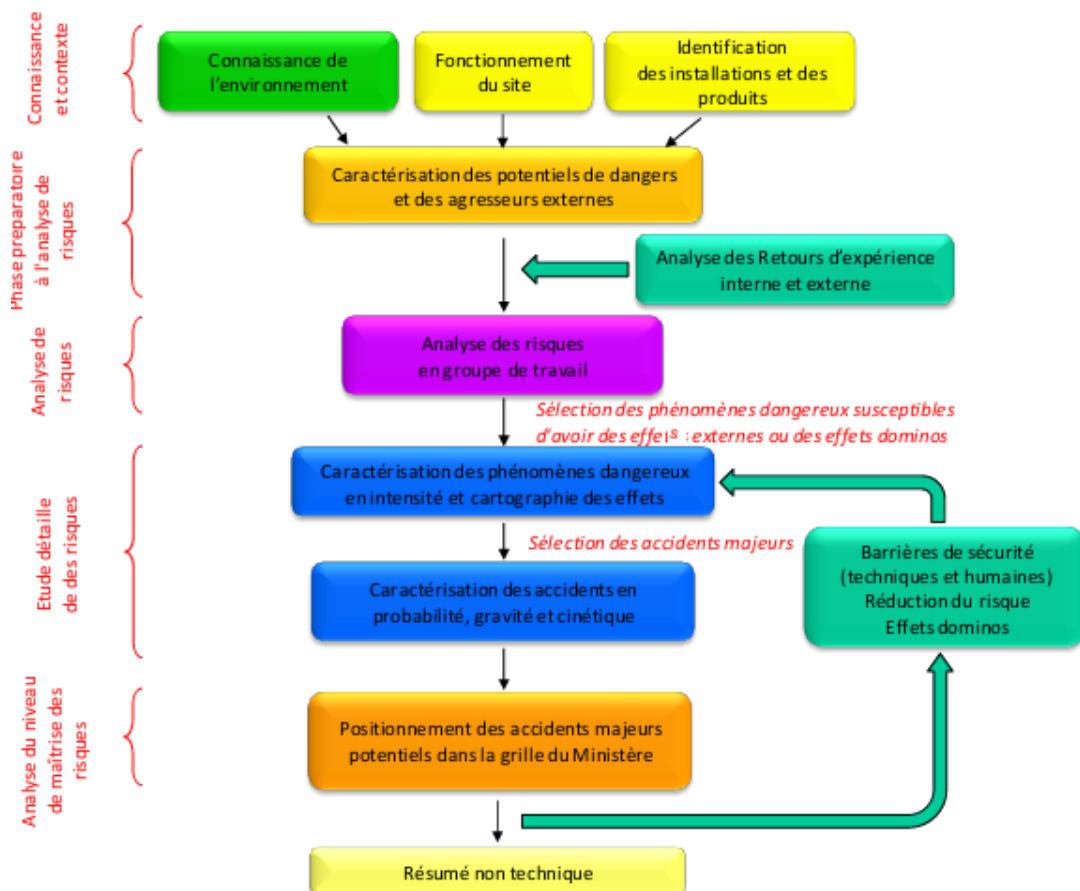 Connaissance
et contexte
Connaissance de
l'environnement
Fonctionnement
du site
Identification
des installations et des
produits
Phase preparatoire
à l'analyse de
risques
Caractérisation des potentiels de dangers
et des agresseurs externes
Analyse des Retours d'expérience
interne et externe
Analyse de
risques
Analyse des risques
en groupe de travail
Sélection des phénomènes dangereux susceptibles
d'avoir des effets : externes ou des effets dominos
Etude détaille
de des risques
Caractérisation des phénomènes dangereux
en intensité et cartographie des effets
Sélection des accidents majeurs
Caractérisation des accidents en
probabilité, gravité et cinétique
Barrières de sécurité
(techniques et humaines)
Réduction du risque
Effets dominos
Analyse du niveau
de maîtrise des
risques
Positionnement des accidents majeurs
potentiels dans la grille du Ministère
Résumé non technique